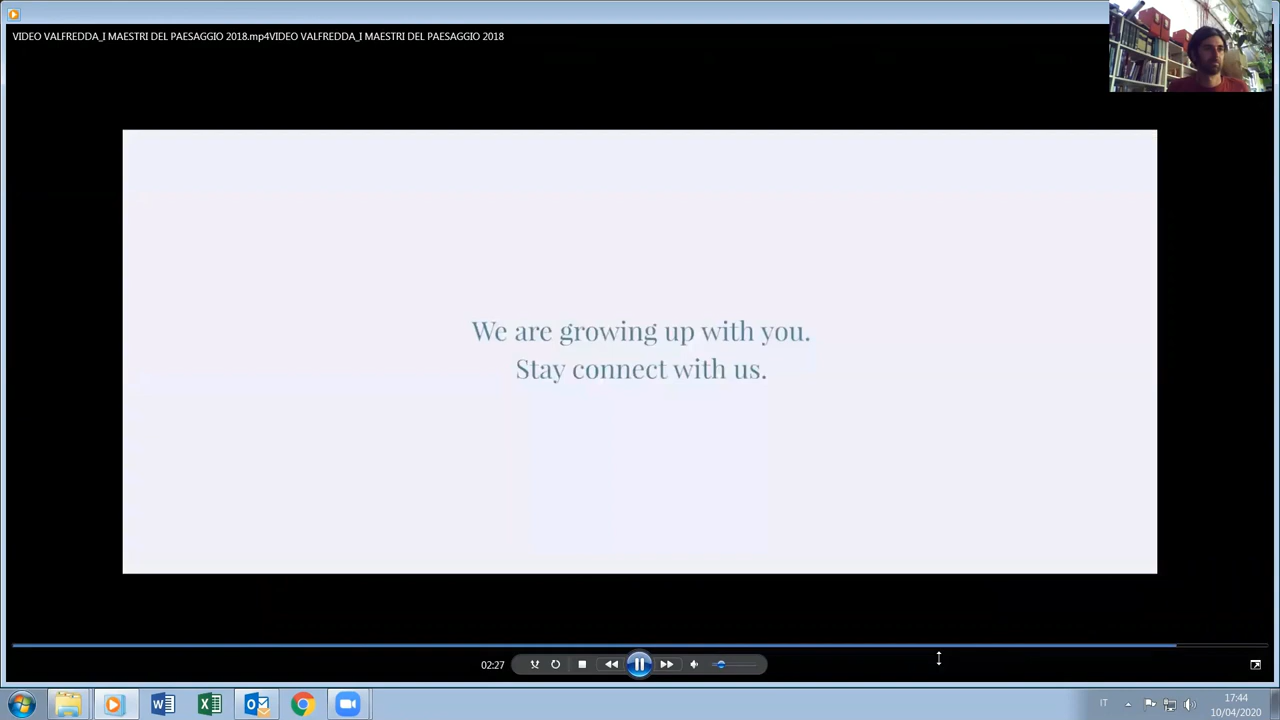 VIDEO VALFREDDA_I MAESTRI DEL PAESAGGIO 2018.mp4VIDEO VALFREDDA_I MAESTRI DEL PAESAGGIO 2018
We are growing up with you.
Stay connect with us.
02:27
IT
17:44
10/04/2020